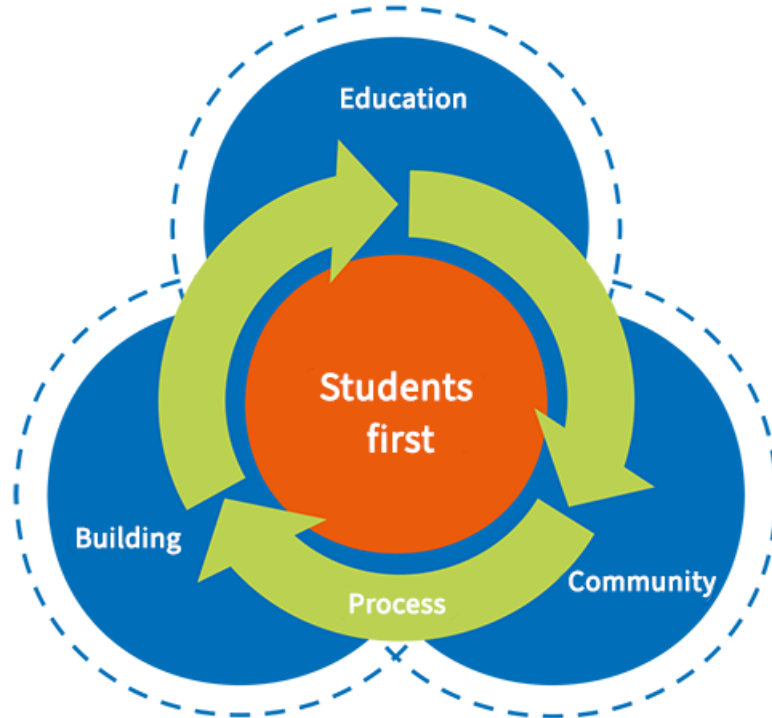 Education
Students
first
Building
Community
Process